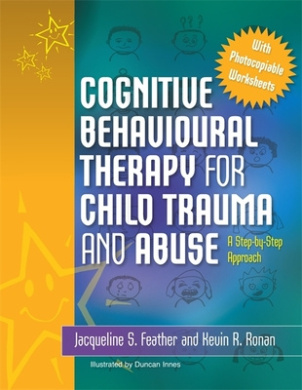 With
Photocopiable
Worksheets
COGNITIVE
BEHAVIOURAL
THERAPY FOR
CHILD TRAUMA
AND ABUSE
A Step-by-Step
Approach
Jacqueline S. Feather and Kevin R. Ronan
Illustrated by Duncan Innes